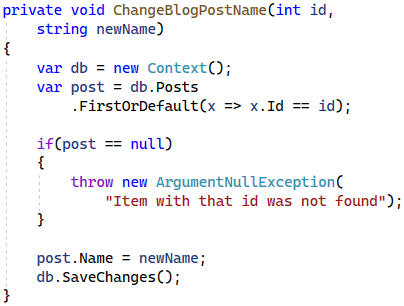 private void ChangeBlogPostName(int id,
    string newName)
{
    var db = new Context();
    var post = db.Posts
        .FirstOrDefault(x => x.Id == id);

    if(post == null)
    {
        throw new ArgumentNullException(
            "Item with that id was not found");
    }

    post.Name = newName;
    db.SaveChanges();
}